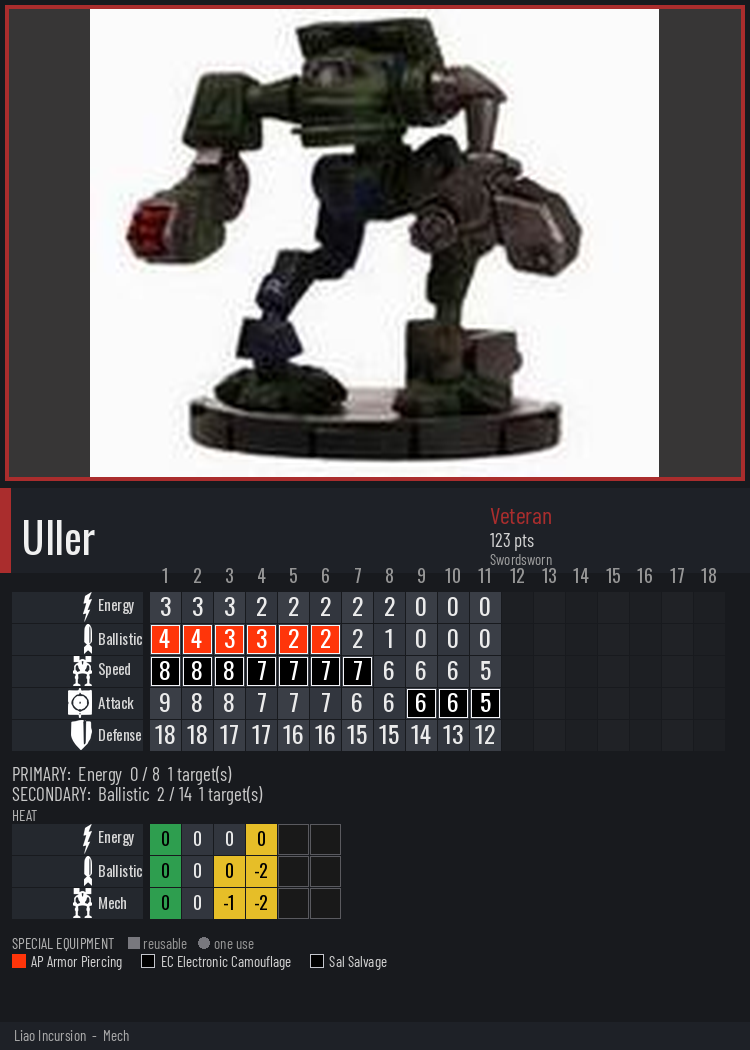 Uller
Veteran
123 pts
Swordsworn
1 2 3 4 5 6 7 8 9 10 11 12 13 14 15 16 17 18
Energy 3 3 3 2 2 2 2 2 0 0 0
Ballistic 4 4 3 3 2 2 2 1 0 0 0
Speed 8 8 8 7 7 7 7 6 6 6 5
Attack 9 8 8 7 7 7 6 6 6 6 5
Defense 18 18 17 17 16 16 15 15 14 13 12
PRIMARY: Energy 0 / 8 1 target(s)
SECONDARY: Ballistic 2 / 14 1 target(s)
HEAT
Energy 0 0 0 0
Ballistic 0 0 0 -2
Mech 0 0 -1 -2
SPECIAL EQUIPMENT reusable one use
AP Armor Piercing EC Electronic Camouflage Sal Salvage
Liao Incursion - Mech